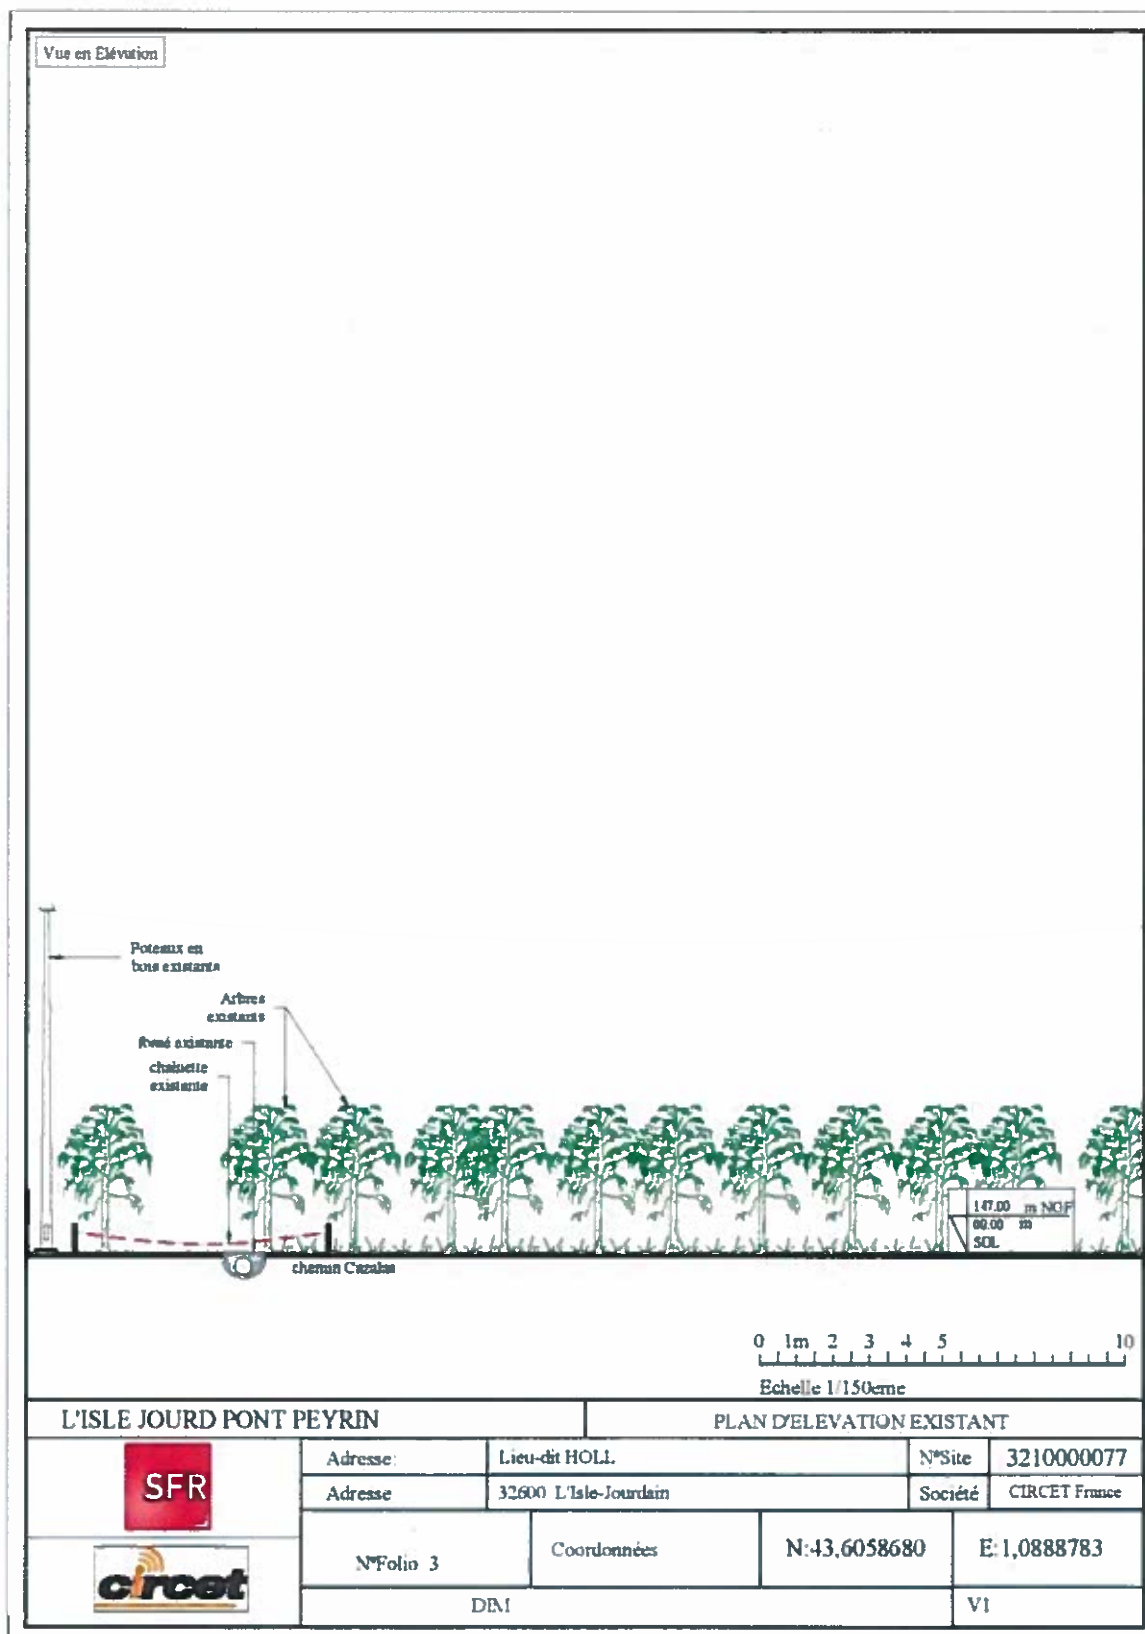 Vue en Elévation
Poteaux en
bois existants
Arbres
existants
fossé existante
chainette
existante
147.00 m NGF
00.00 m
SOL
chemin Cazalas
0 1m 2 3 4 5 10
Echelle 1/150eme
L'ISLE JOURD PONT PEYRIN
PLAN D'ELEVATION EXISTANT
SFR
Adresse:
Lieu-dit HOLL
N°Site
3210000077
Adresse
32600 L'Isle-Jourdain
Société
CIRCET France
circet
N°Folio 3
Coordonnées
N:43,6058680
E:1,0888783
DIM
V1